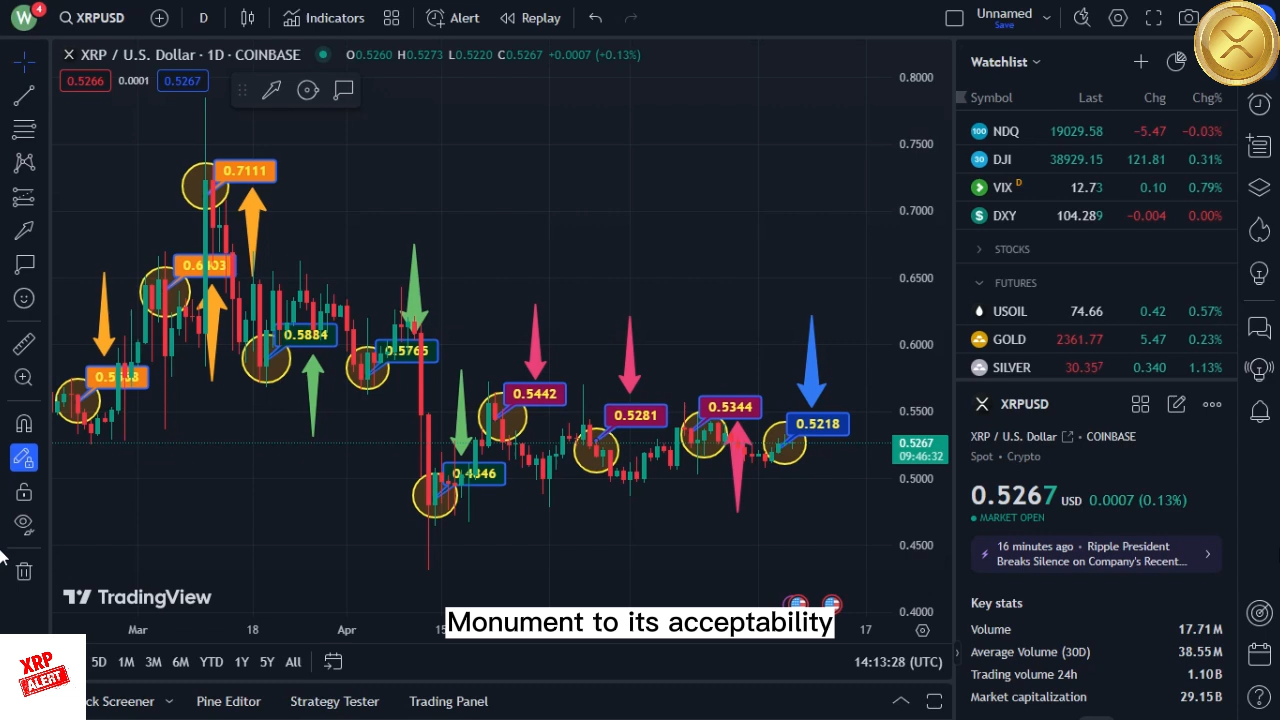 W 4 XRPUSD D Indicators Alert Replay Unnamed
Save
XRP / U.S. Dollar · 1D · COINBASE O0.5260 H0.5273 L0.5220 C0.5267 +0.0007 (+0.13%)
0.5266 0.0001 0.5267
0.8000
0.7500
0.7000
0.6500
0.6000
0.5500
0.5267
09:46:32
0.5000
0.4500
0.4000
0.7111
0.5884
0.5765
0.5442
0.5281
0.5344
0.5218
TradingView
Monument to its acceptability
Mar 18 Apr 15 17
XRP
ALERT
5D 1M 3M 6M YTD 1Y 5Y All 14:13:28 (UTC)
ck Screener Pine Editor Strategy Tester Trading Panel
Watchlist
Symbol Last Chg Chg%
100 NDQ 19029.58 −5.47 −0.03%
30 DJI 38929.15 121.81 0.31%
VIX D 12.73 0.10 0.79%
$ DXY 104.289 −0.004 0.00%
STOCKS
FUTURES
USOIL 74.66 0.42 0.57%
GOLD 2361.77 5.47 0.23%
SILVER 30.357 0.340 1.13%
XRPUSD
XRP / U.S. Dollar COINBASE
Spot • Crypto
0.5267 USD 0.0007 (0.13%)
MARKET OPEN
16 minutes ago • Ripple President
Breaks Silence on Company's Recent...
Key stats
Volume 17.71M
Average Volume (30D) 38.55M
Trading volume 24h 1.10B
Market capitalization 29.15B